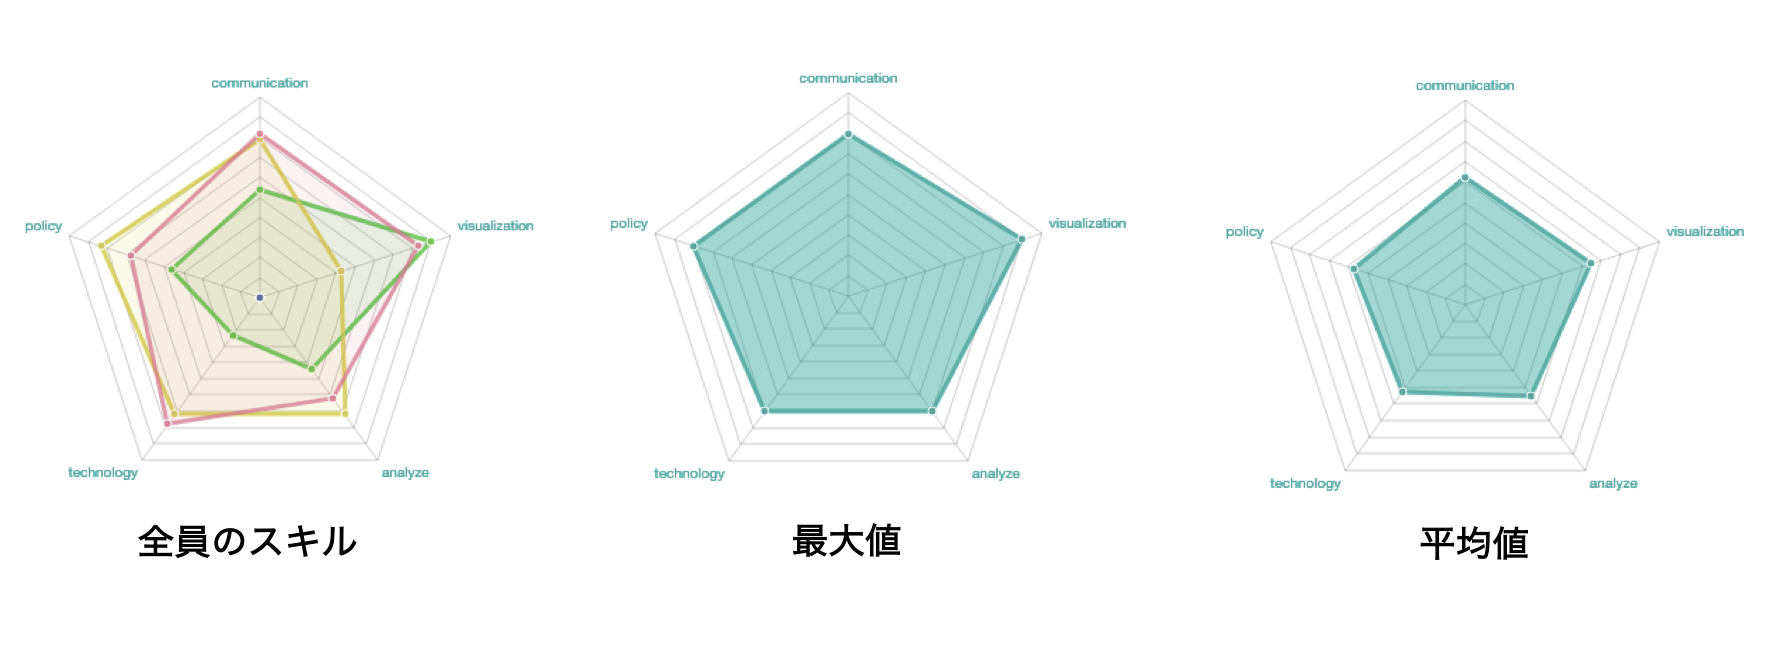 communication
policy
visualization
technology
analyze
全員のスキル
communication
policy
visualization
technology
analyze
最大値
communication
policy
visualization
technology
analyze
平均値